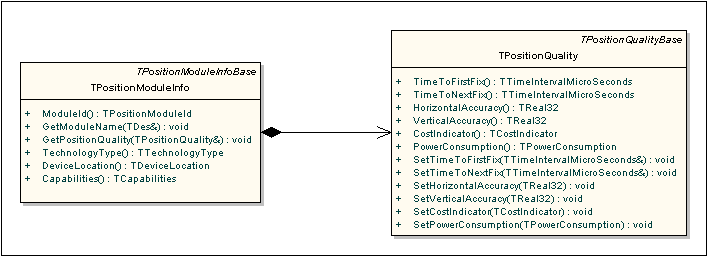 TPositionModuleInfoBase
TPositionModuleInfo
+ ModuleId() : TPositionModuleId
+ GetModuleName(TDes&) : void
+ GetPositionQuality(TPositionQuality&) : void
+ TechnologyType() : TTechnologyType
+ DeviceLocation() : TDeviceLocation
+ Capabilities() : TCapabilities
TPositionQualityBase
TPositionQuality
+ TimeToFirstFix() : TTimeIntervalMicroSeconds
+ TimeToNextFix() : TTimeIntervalMicroSeconds
+ HorizontalAccuracy() : TReal32
+ VerticalAccuracy() : TReal32
+ CostIndicator() : TCostIndicator
+ PowerConsumption() : TPowerConsumption
+ SetTimeToFirstFix(TTimeIntervalMicroSeconds&) : void
+ SetTimeToNextFix(TTimeIntervalMicroSeconds&) : void
+ SetHorizontalAccuracy(TReal32) : void
+ SetVerticalAccuracy(TReal32) : void
+ SetCostIndicator(TCostIndicator) : void
+ SetPowerConsumption(TPowerConsumption) : void